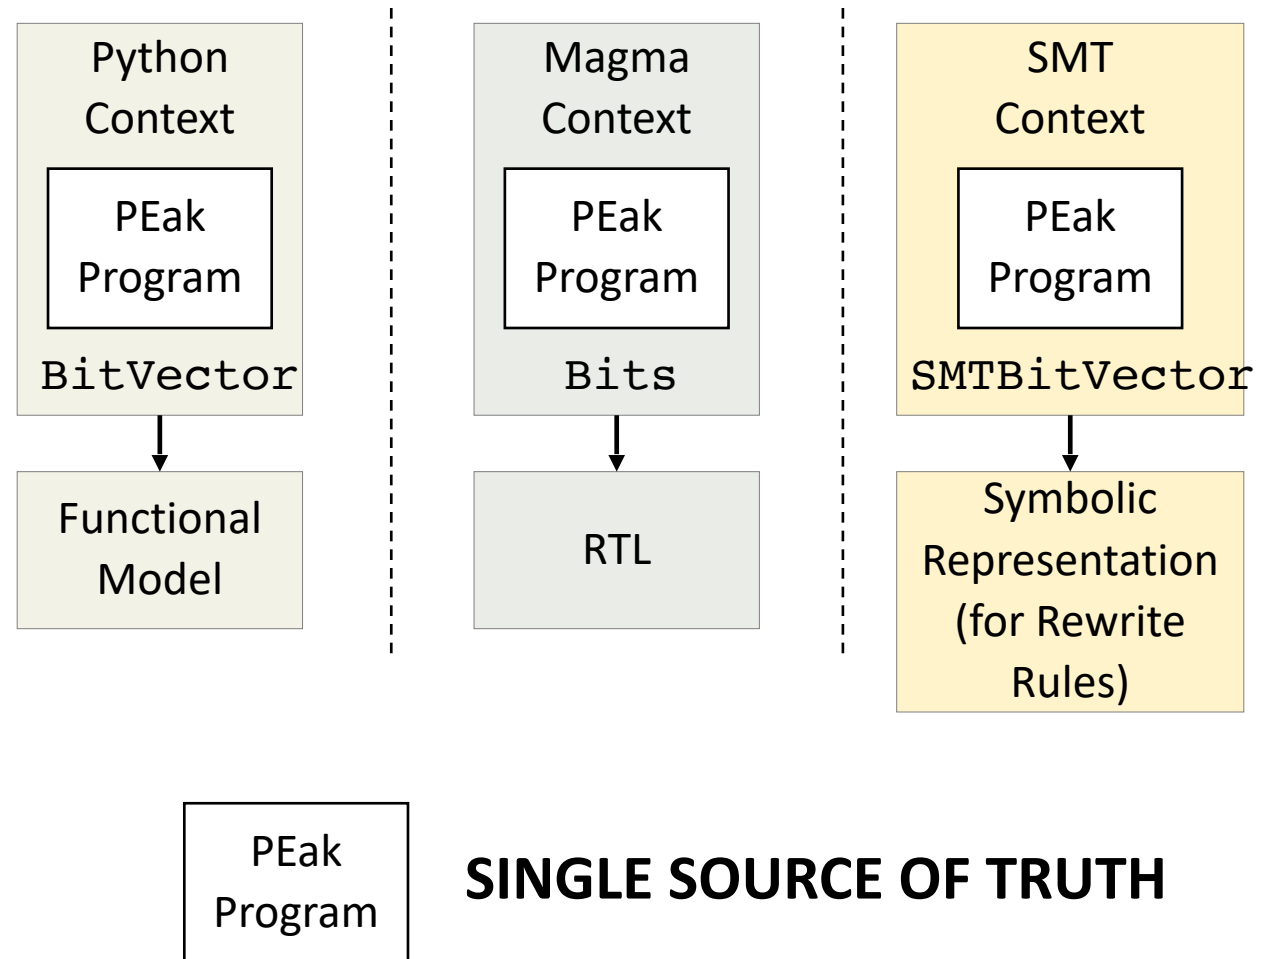 Python
Context
PEak
Program
BitVector
Functional
Model
Magma
Context
PEak
Program
Bits
RTL
SMT
Context
PEak
Program
SMTBitVector
Symbolic
Representation
(for Rewrite
Rules)
PEak
Program
SINGLE SOURCE OF TRUTH